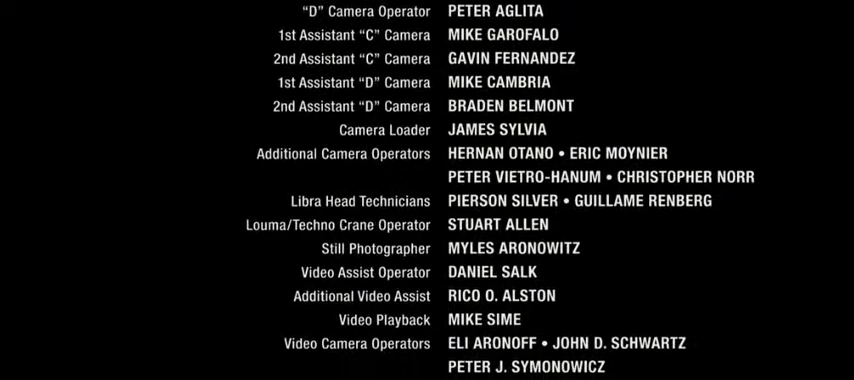 “D” Camera Operator PETER AGLITA
1st Assistant “C” Camera MIKE GAROFALO
2nd Assistant “C” Camera GAVIN FERNANDEZ
1st Assistant “D” Camera MIKE CAMBRIA
2nd Assistant “D” Camera BRADEN BELMONT
Camera Loader JAMES SYLVIA
Additional Camera Operators HERNAN OTANO • ERIC MOYNIER
PETER VIETRO-HANUM • CHRISTOPHER NORR
Libra Head Technicians PIERSON SILVER • GUILLAME RENBERG
Louma/Techno Crane Operator STUART ALLEN
Still Photographer MYLES ARONOWITZ
Video Assist Operator DANIEL SALK
Additional Video Assist RICO O. ALSTON
Video Playback MIKE SIME
Video Camera Operators ELI ARONOFF • JOHN D. SCHWARTZ
PETER J. SYMONOWICZ